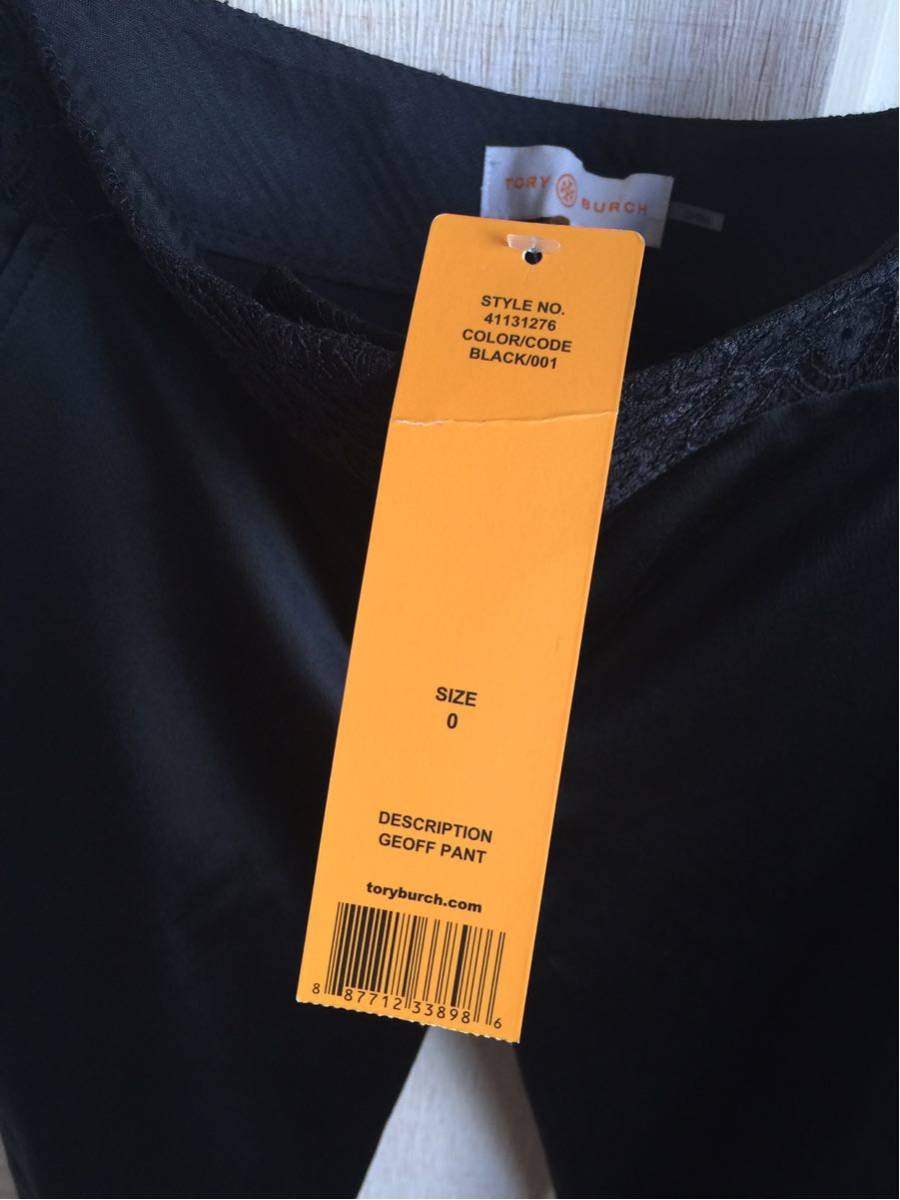 TORY BURCH
STYLE NO.
41131276
COLOR/CODE
BLACK/001
SIZE
0
DESCRIPTION
GEOFF PANT
toryburch.com
8 87712 33898 6